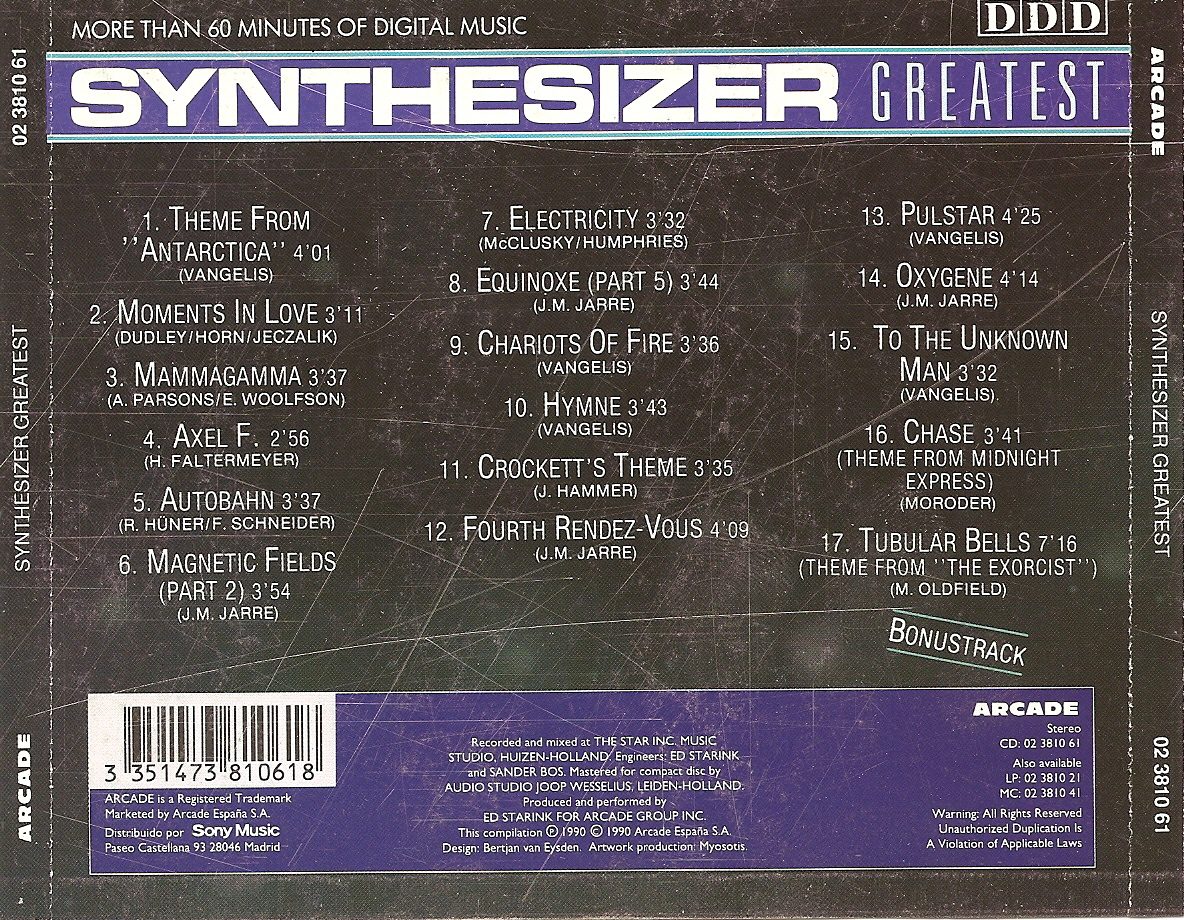 MORE THAN 60 MINUTES OF DIGITAL MUSIC
DDD
SYNTHESIZER GREATEST
02 3810 61
SYNTHESIZER GREATEST
ARCADE
1. THEME FROM
''ANTARCTICA'' 4'01
(VANGELIS)
2. MOMENTS IN LOVE 3'11
(DUDLEY/HORN/JECZALIK)
3. MAMMAGAMMA 3'37
(A. PARSONS/E. WOOLFSON)
4. AXEL F. 2'56
(H. FALTERMEYER)
5. AUTOBAHN 3'37
(R. HÜNER/F. SCHNEIDER)
6. MAGNETIC FIELDS
(PART 2) 3'54
(J.M. JARRE)
7. ELECTRICITY 3'32
(McCLUSKY/HUMPHRIES)
8. EQUINOXE (PART 5) 3'44
(J.M. JARRE)
9. CHARIOTS OF FIRE 3'36
(VANGELIS)
10. HYMNE 3'43
(VANGELIS)
11. CROCKETT'S THEME 3'35
(J. HAMMER)
12. FOURTH RENDEZ-VOUS 4'09
(J.M. JARRE)
13. PULSTAR 4'25
(VANGELIS)
14. OXYGENE 4'14
(J.M. JARRE)
15. TO THE UNKNOWN
MAN 3'32
(VANGELIS).
16. CHASE 3'41
(THEME FROM MIDNIGHT
EXPRESS)
(MORODER)
17. TUBULAR BELLS 7'16
(THEME FROM ''THE EXORCIST'')
(M. OLDFIELD)
BONUSTRACK
3 351473 810618
ARCADE is a Registered Trademark
Marketed by Arcade España S.A.
Distribuido por Sony Music
Paseo Castellana 93 28046 Madrid
Recorded and mixed at THE STAR INC. MUSIC
STUDIO, HUIZEN-HOLLAND. Engineers: ED STARINK
and SANDER BOS. Mastered for compact disc by
AUDIO STUDIO JOOP WESSELIUS, LEIDEN-HOLLAND.
Produced and performed by
ED STARINK FOR ARCADE GROUP INC.
This compilation ℗ 1990 © 1990 Arcade España S.A.
Design: Bertjan van Eysden. Artwork production: Myosotis.
ARCADE
Stereo
CD: 02 3810 61
Also available
LP: 02 3810 21
MC: 02 3810 41
Warning: All Rights Reserved
Unauthorized Duplication Is
A Violation of Applicable Laws
ARCADE
SYNTHESIZER GREATEST
02 3810 61